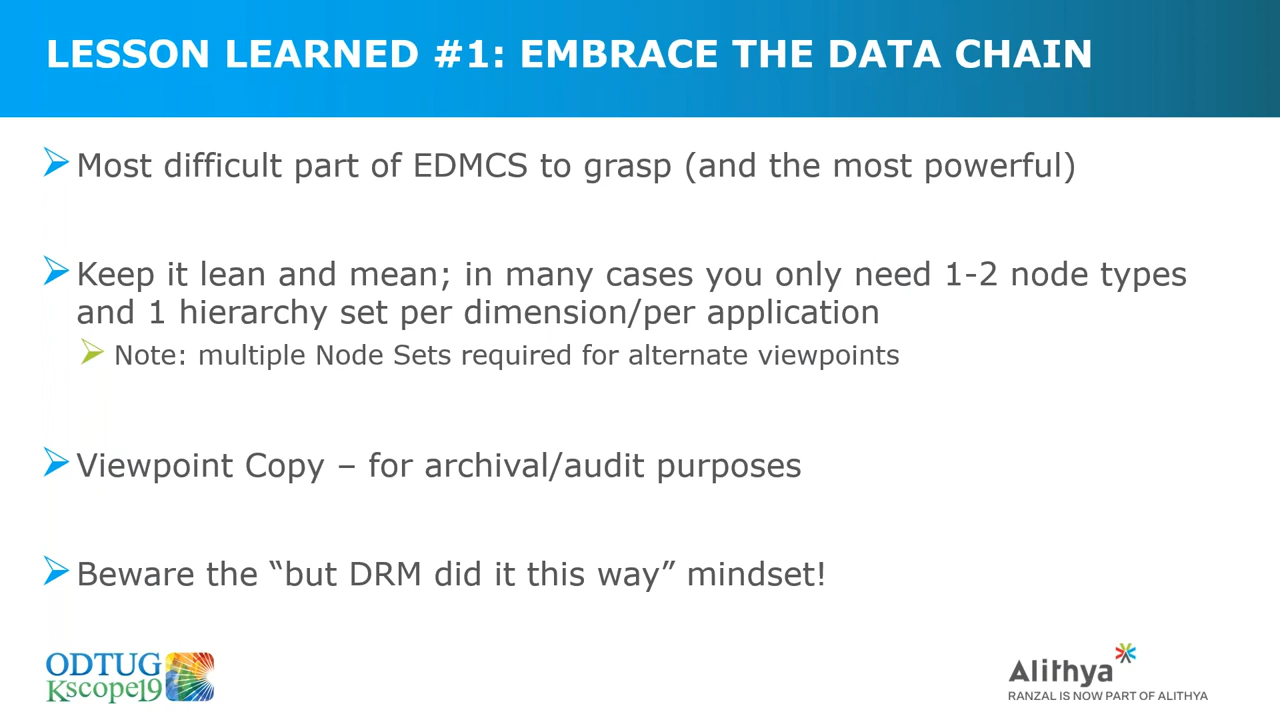 LESSON LEARNED #1: EMBRACE THE DATA CHAIN
Most difficult part of EDMCS to grasp (and the most powerful)
Keep it lean and mean; in many cases you only need 1-2 node types
and 1 hierarchy set per dimension/per application
Note: multiple Node Sets required for alternate viewpoints
Viewpoint Copy – for archival/audit purposes
Beware the “but DRM did it this way” mindset!
ODTUG
Kscope19
Alithya
RANZAL IS NOW PART OF ALITHYA